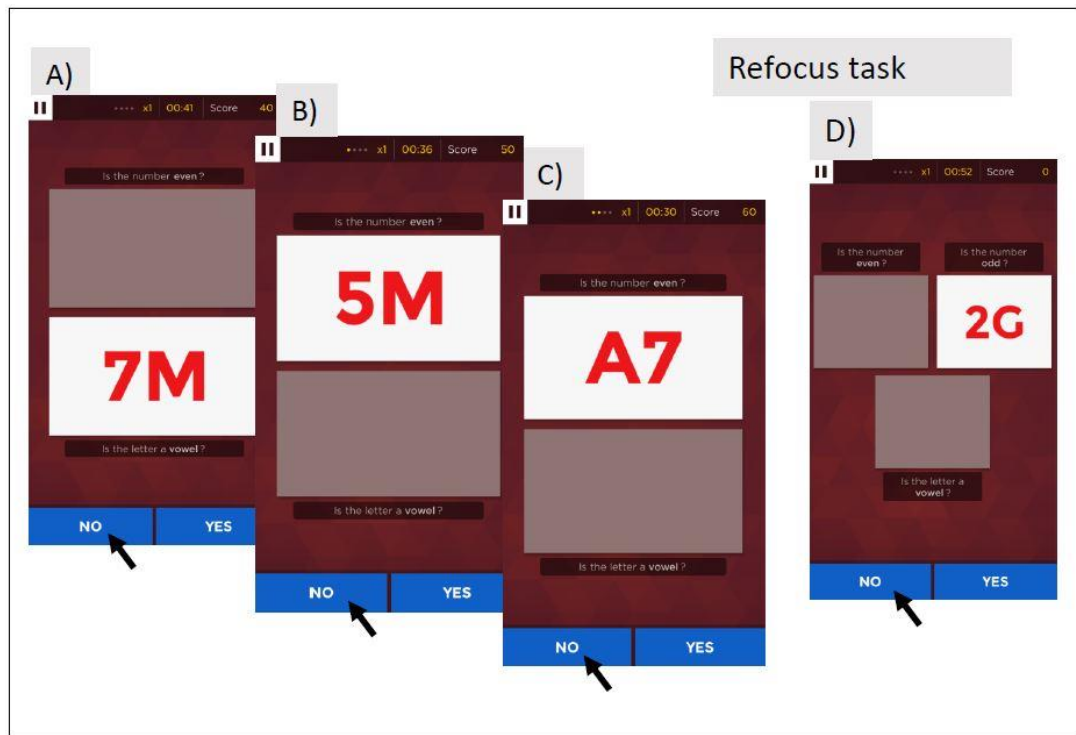 Refocus task
A)
x1 00:41 Score 40
Is the number even?
7M
Is the letter a vowel?
NO YES
B)
x1 00:36 Score 50
Is the number even?
5M
Is the letter a vowel?
NO YES
C)
x1 00:30 Score 60
Is the number even?
A7
Is the letter a vowel?
NO YES
D)
x1 00:52 Score 0
Is the number
even?
Is the number
odd?
2G
Is the letter a
vowel?
NO YES